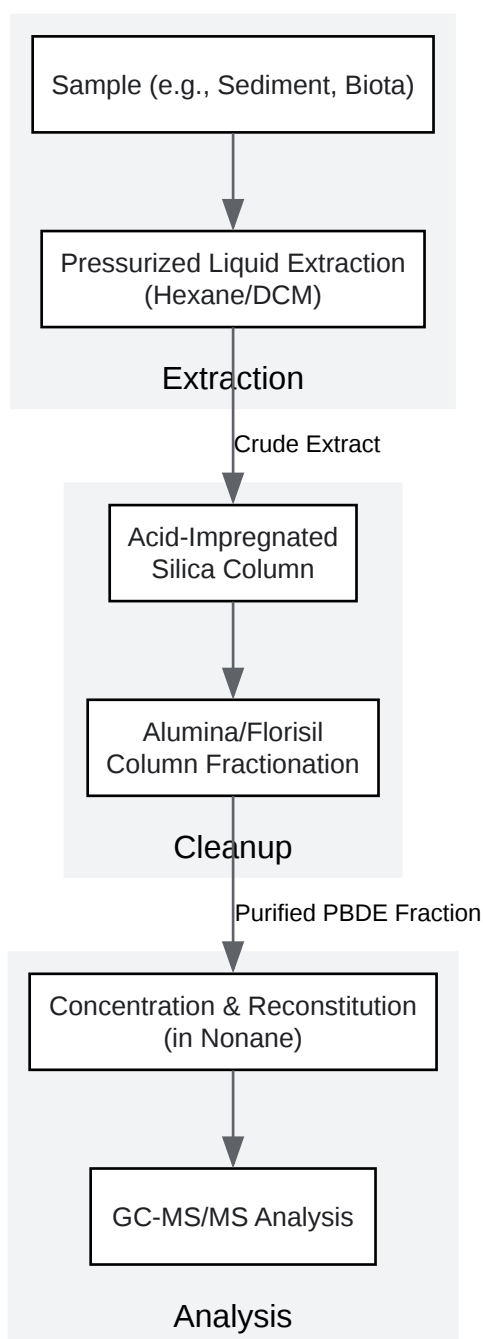 Sample (e.g., Sediment, Biota)
Pressurized Liquid Extraction
(Hexane/DCM)
Extraction
Crude Extract
Acid-Impregnated
Silica Column
Alumina/Florisil
Column Fractionation
Cleanup
Purified PBDE Fraction
Concentration & Reconstitution
(in Nonane)
GC-MS/MS Analysis
Analysis